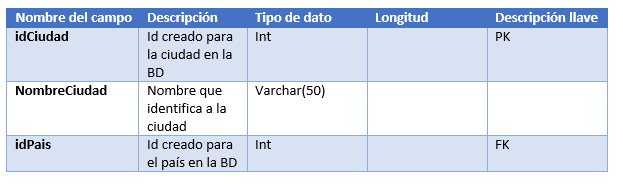 Nombre del campo Descripción Tipo de dato Longitud Descripción llave
idCiudad Id creado para Int PK
la ciudad en la
BD
NombreCiudad Nombre que Varchar(50)
identifica a la
ciudad
idPais Id creado para Int FK
el país en la BD